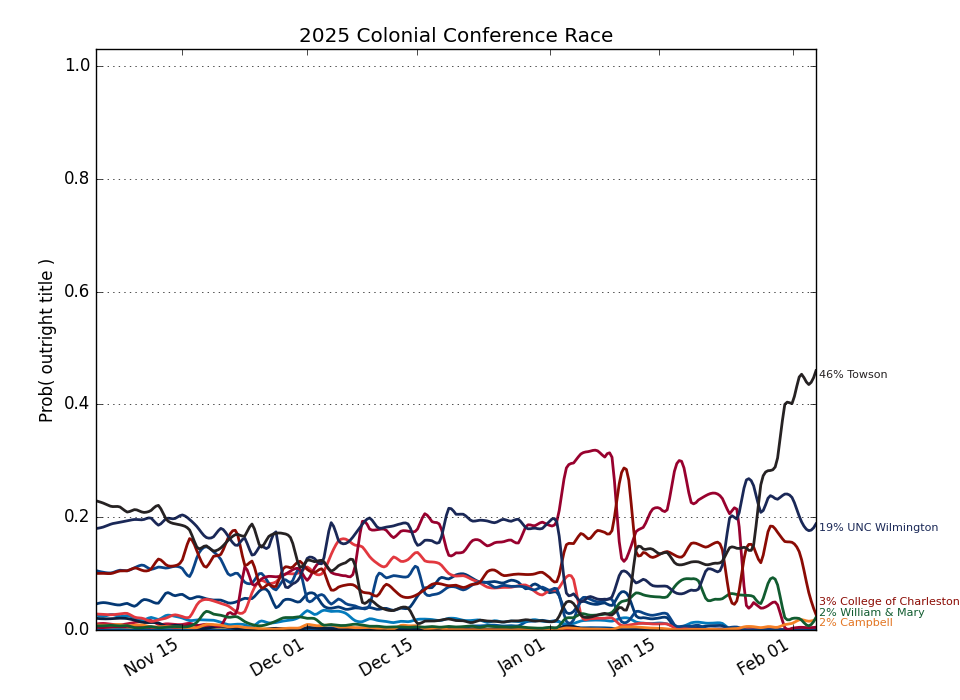 2025 Colonial Conference Race
1.0
0.8
0.6
0.4
0.2
0.0
Prob( outright title )
46% Towson
19% UNC Wilmington
3% College of Charleston
2% William & Mary
2% Campbell
Nov 15
Dec 01
Dec 15
Jan 01
Jan 15
Feb 01